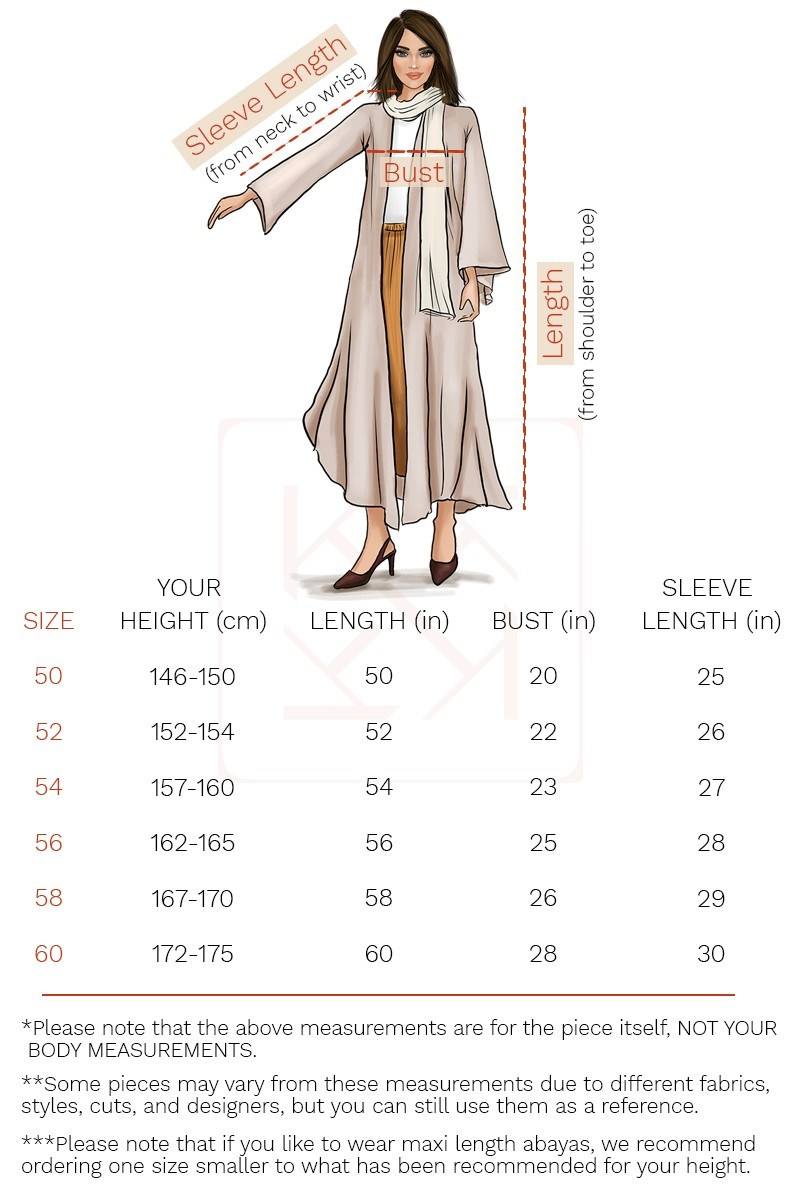 Sleeve Length
(from neck to wrist)
Bust
Length
(from shoulder to toe)
SIZE YOUR HEIGHT (cm) LENGTH (in) BUST (in) SLEEVE LENGTH (in)
50 146-150 50 20 25
52 152-154 52 22 26
54 157-160 54 23 27
56 162-165 56 25 28
58 167-170 58 26 29
60 172-175 60 28 30
*Please note that the above measurements are for the piece itself, NOT YOUR
BODY MEASUREMENTS.
**Some pieces may vary from these measurements due to different fabrics,
styles, cuts, and designers, but you can still use them as a reference.
***Please note that if you like to wear maxi length abayas, we recommend
ordering one size smaller to what has been recommended for your height.